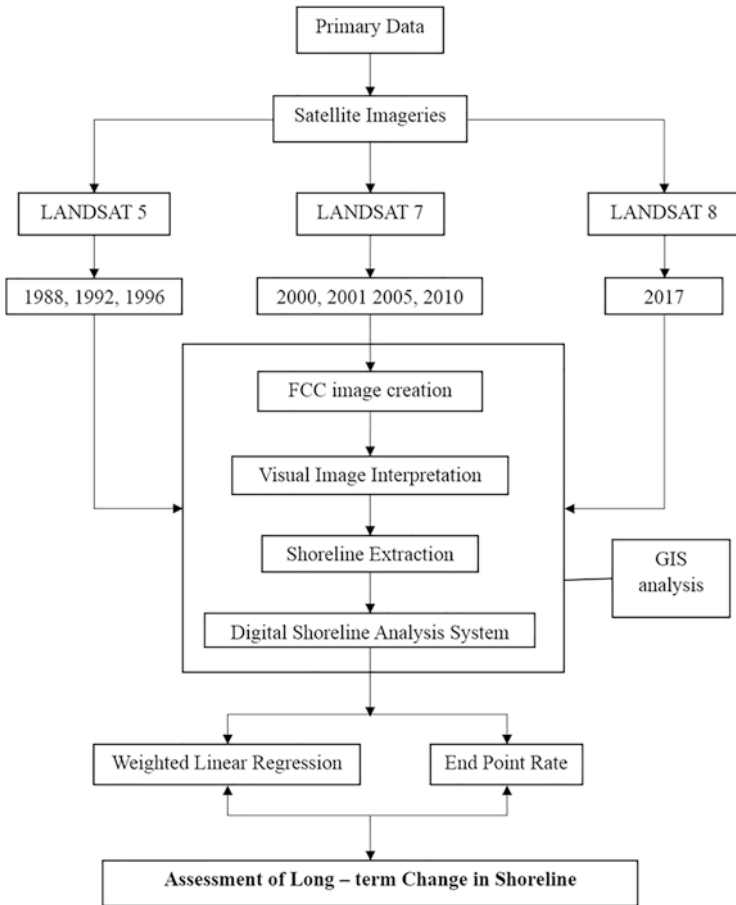 Primary Data
Satellite Imageries
LANDSAT 5
LANDSAT 7
LANDSAT 8
1988, 1992, 1996
2000, 2001 2005, 2010
2017
FCC image creation
Visual Image Interpretation
Shoreline Extraction
GIS
analysis
Digital Shoreline Analysis System
Weighted Linear Regression
End Point Rate
Assessment of Long – term Change in Shoreline